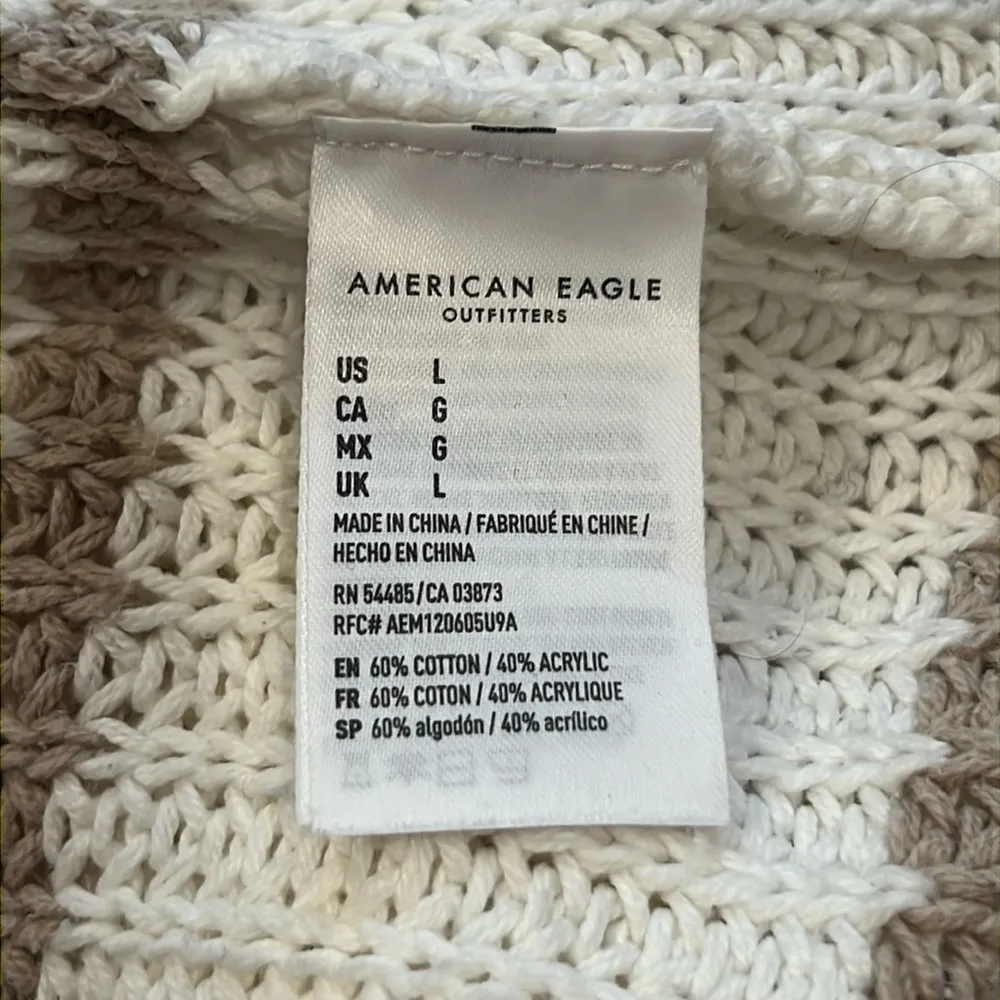 AMERICAN EAGLE
OUTFITTERS
US L
CA G
MX G
UK L
MADE IN CHINA / FABRIQUÉ EN CHINE /
HECHO EN CHINA
RN 54485/CA 03873
RFC# AEM120605U9A
EN 60% COTTON / 40% ACRYLIC
FR 60% COTON / 40% ACRYLIQUE
SP 60% algodón / 40% acrílico